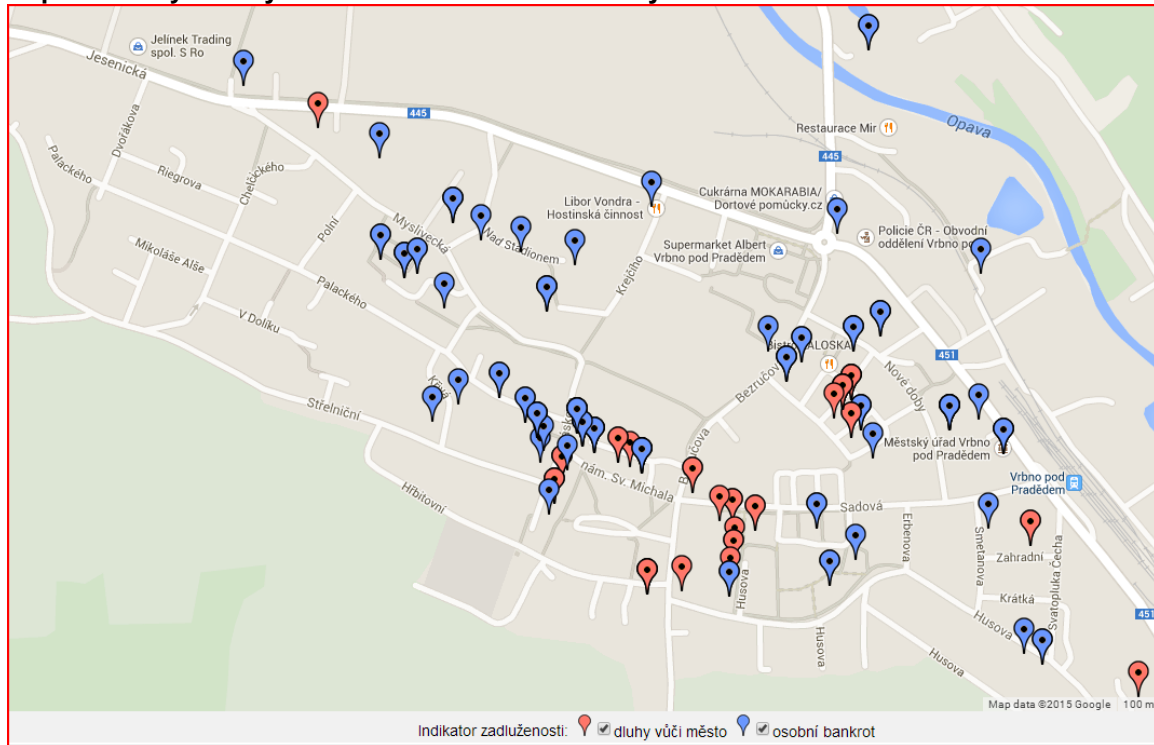 Jelínek Trading
spol. S Ro
Jesenická
445
Restaurace Mir
Opava
445
Dvořákova
Palackého
Riegrova
Chelčického
Polní
Myslivecká
Nad Stadionem
Libor Vondra -
Hostinská činnost
Cukrárna MOKARABIA/
Dortové pomůcky.cz
Policie ČR - Obvodní
oddělení Vrbno po
Supermarket Albert
Vrbno pod Pradědem
Krejčího
Mikoláše Alše
Palackého
V Dolíku
451
Nové doby
Bezručov
Křivá
Střelniční
Městský úřad Vrbno
pod Pradědem
nám. Sv. Michala
Vrbno pod
Pradědem
Hřbitovní
Sadová
Erbenova
Smetanova
Svatopluka Čecha
Zahradní
Krátká
Husova
Husova
Husova
Husova
451
Map data ©2015 Google
100 m
Indikator zadluženosti: dluhy vůči město osobní bankrot